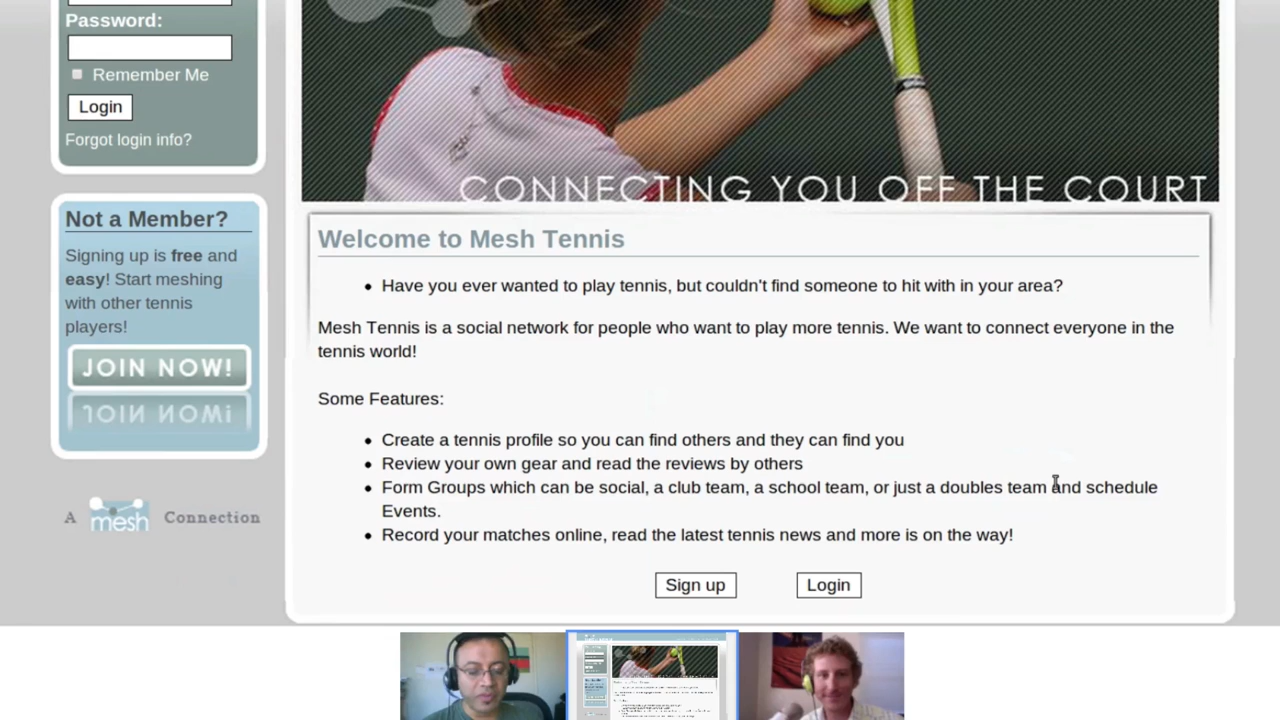 Password:
Remember Me
Login
Forgot login info?
Not a Member?
Signing up is free and
easy! Start meshing
with other tennis
players!
JOIN NOW!
A mesh Connection
CONNECTING YOU OFF THE COURT
Welcome to Mesh Tennis
• Have you ever wanted to play tennis, but couldn't find someone to hit with in your area?
Mesh Tennis is a social network for people who want to play more tennis. We want to connect everyone in the
tennis world!
Some Features:
• Create a tennis profile so you can find others and they can find you
• Review your own gear and read the reviews by others
• Form Groups which can be social, a club team, a school team, or just a doubles team and schedule
Events.
• Record your matches online, read the latest tennis news and more is on the way!
Sign up Login